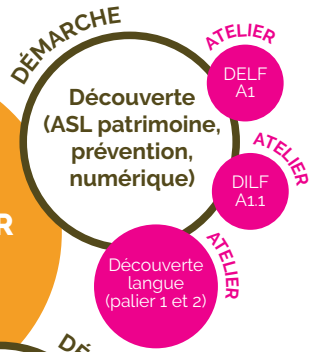 DÉMARCHE
ATELIER
DELF
A1
Découverte
(ASL patrimoine,
prévention,
numérique)
ATELIER
DILF
A1.1
R
ATELIER
Découverte
langue
(palier 1 et 2)
DÉ